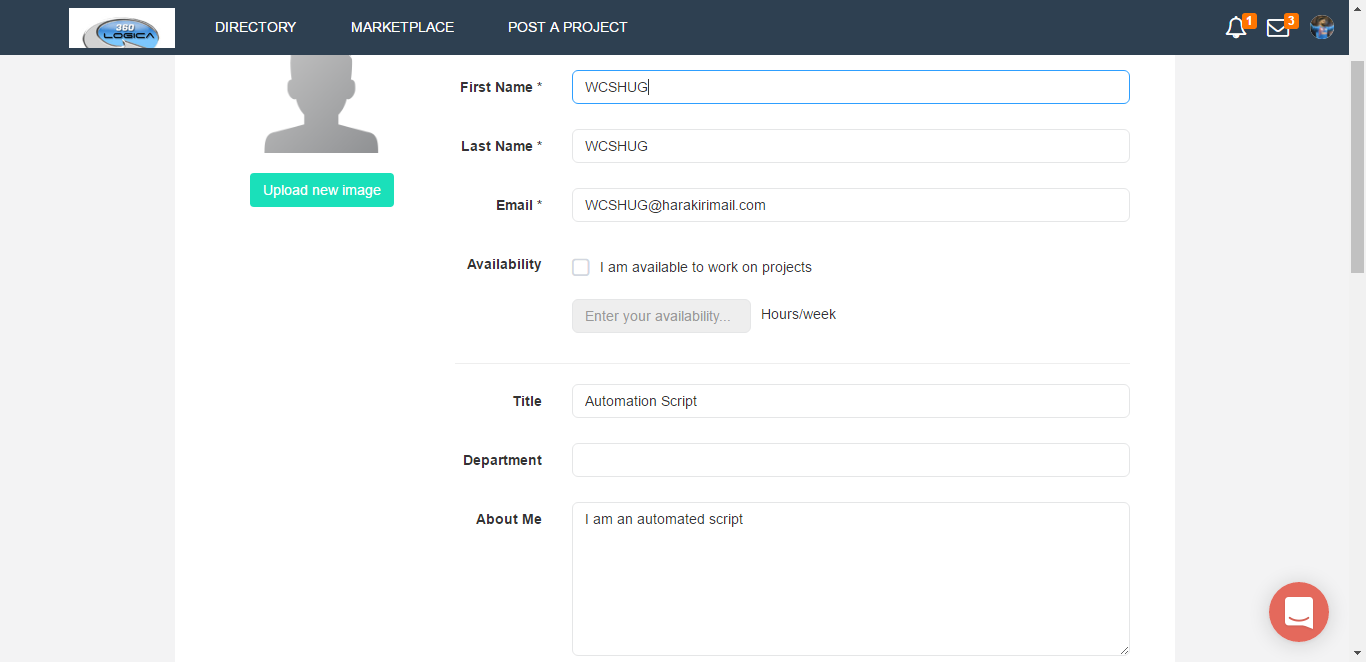 360
LOGICA
DIRECTORY
MARKETPLACE
POST A PROJECT
1
3
First Name *
WCSHUG
Last Name *
WCSHUG
Upload new image
Email *
WCSHUG@harakirimail.com
Availability
I am available to work on projects
Enter your availability...
Hours/week
Title
Automation Script
Department
About Me
I am an automated script